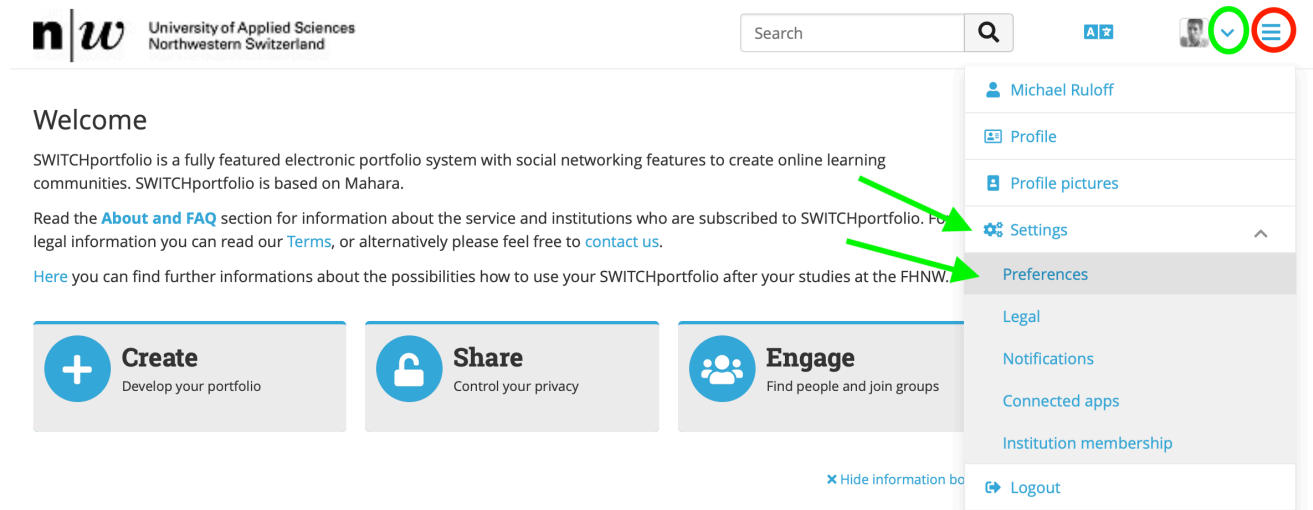 n|w University of Applied Sciences
Northwestern Switzerland
Search
A
Michael Ruloff
Profile
Profile pictures
Settings
Preferences
Legal
Notifications
Connected apps
Institution membership
Logout
Welcome
SWITCHportfolio is a fully featured electronic portfolio system with social networking features to create online learning
communities. SWITCHportfolio is based on Mahara.
Read the About and FAQ section for information about the service and institutions who are subscribed to SWITCHportfolio.
legal information you can read our Terms, or alternatively please feel free to contact us.
Here you can find further informations about the possibilities how to use your SWITCHportfolio after your studies at the FHNW.
Create
Develop your portfolio
Share
Control your privacy
Engage
Find people and join groups
Hide information bo